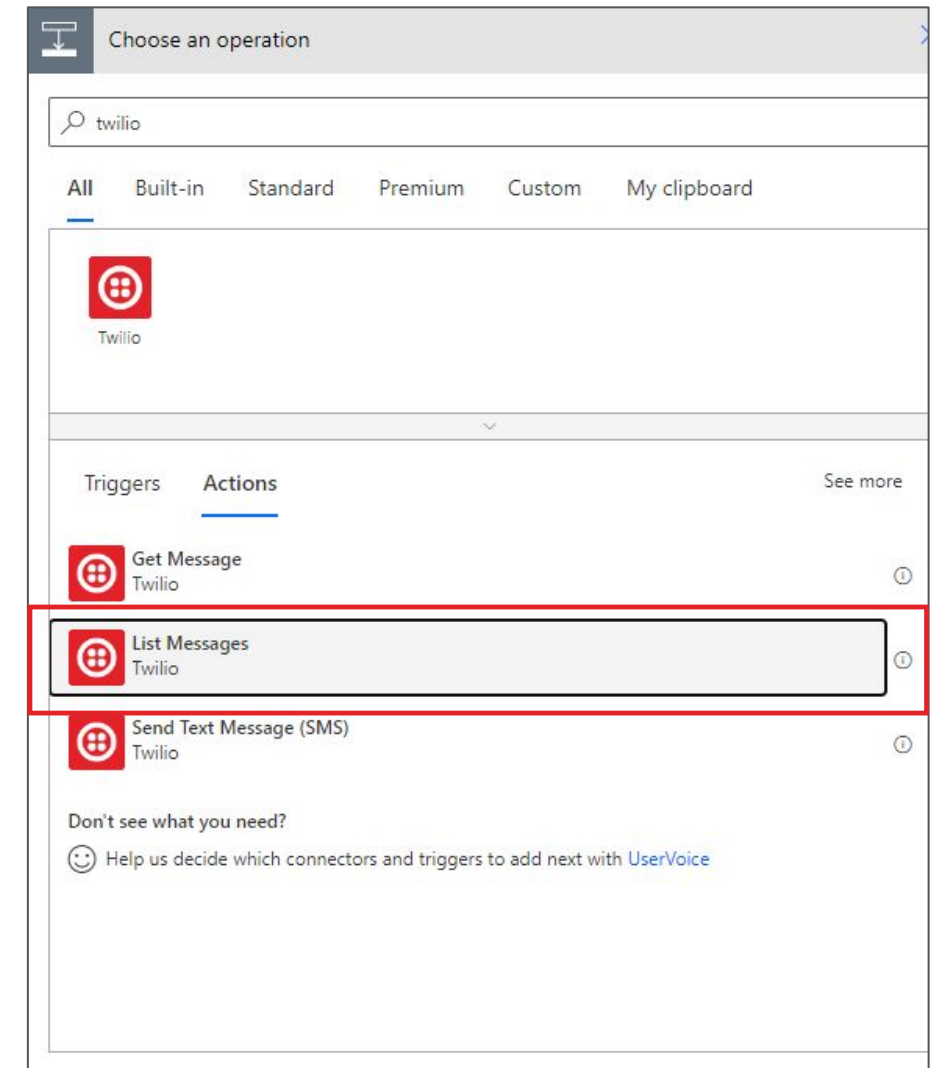 Choose an operation
twilio
All Built-in Standard Premium Custom My clipboard
Twilio
Triggers Actions See more
Get Message
Twilio
List Messages
Twilio
Send Text Message (SMS)
Twilio
Don't see what you need?
Help us decide which connectors and triggers to add next with UserVoice